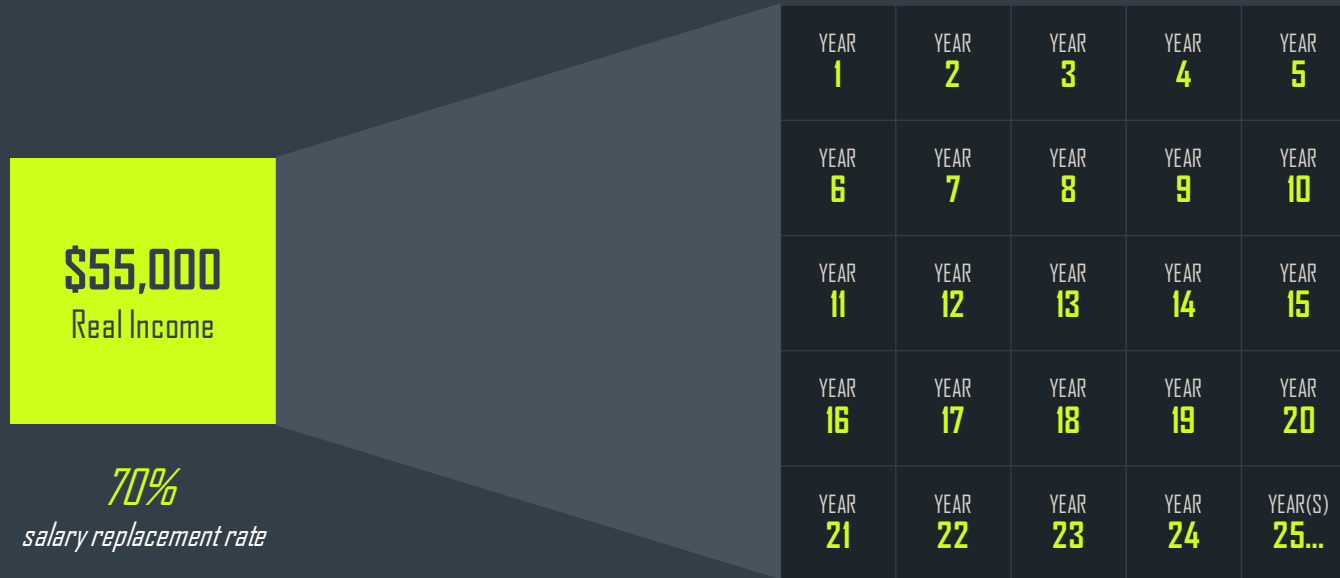 $55,000
Real Income
70%
salary replacement rate
YEAR YEAR YEAR YEAR YEAR
1 2 3 4 5
YEAR YEAR YEAR YEAR YEAR
6 7 8 9 10
YEAR YEAR YEAR YEAR YEAR
11 12 13 14 15
YEAR YEAR YEAR YEAR YEAR
16 17 18 19 20
YEAR YEAR YEAR YEAR YEAR(S)
21 22 23 24 25...